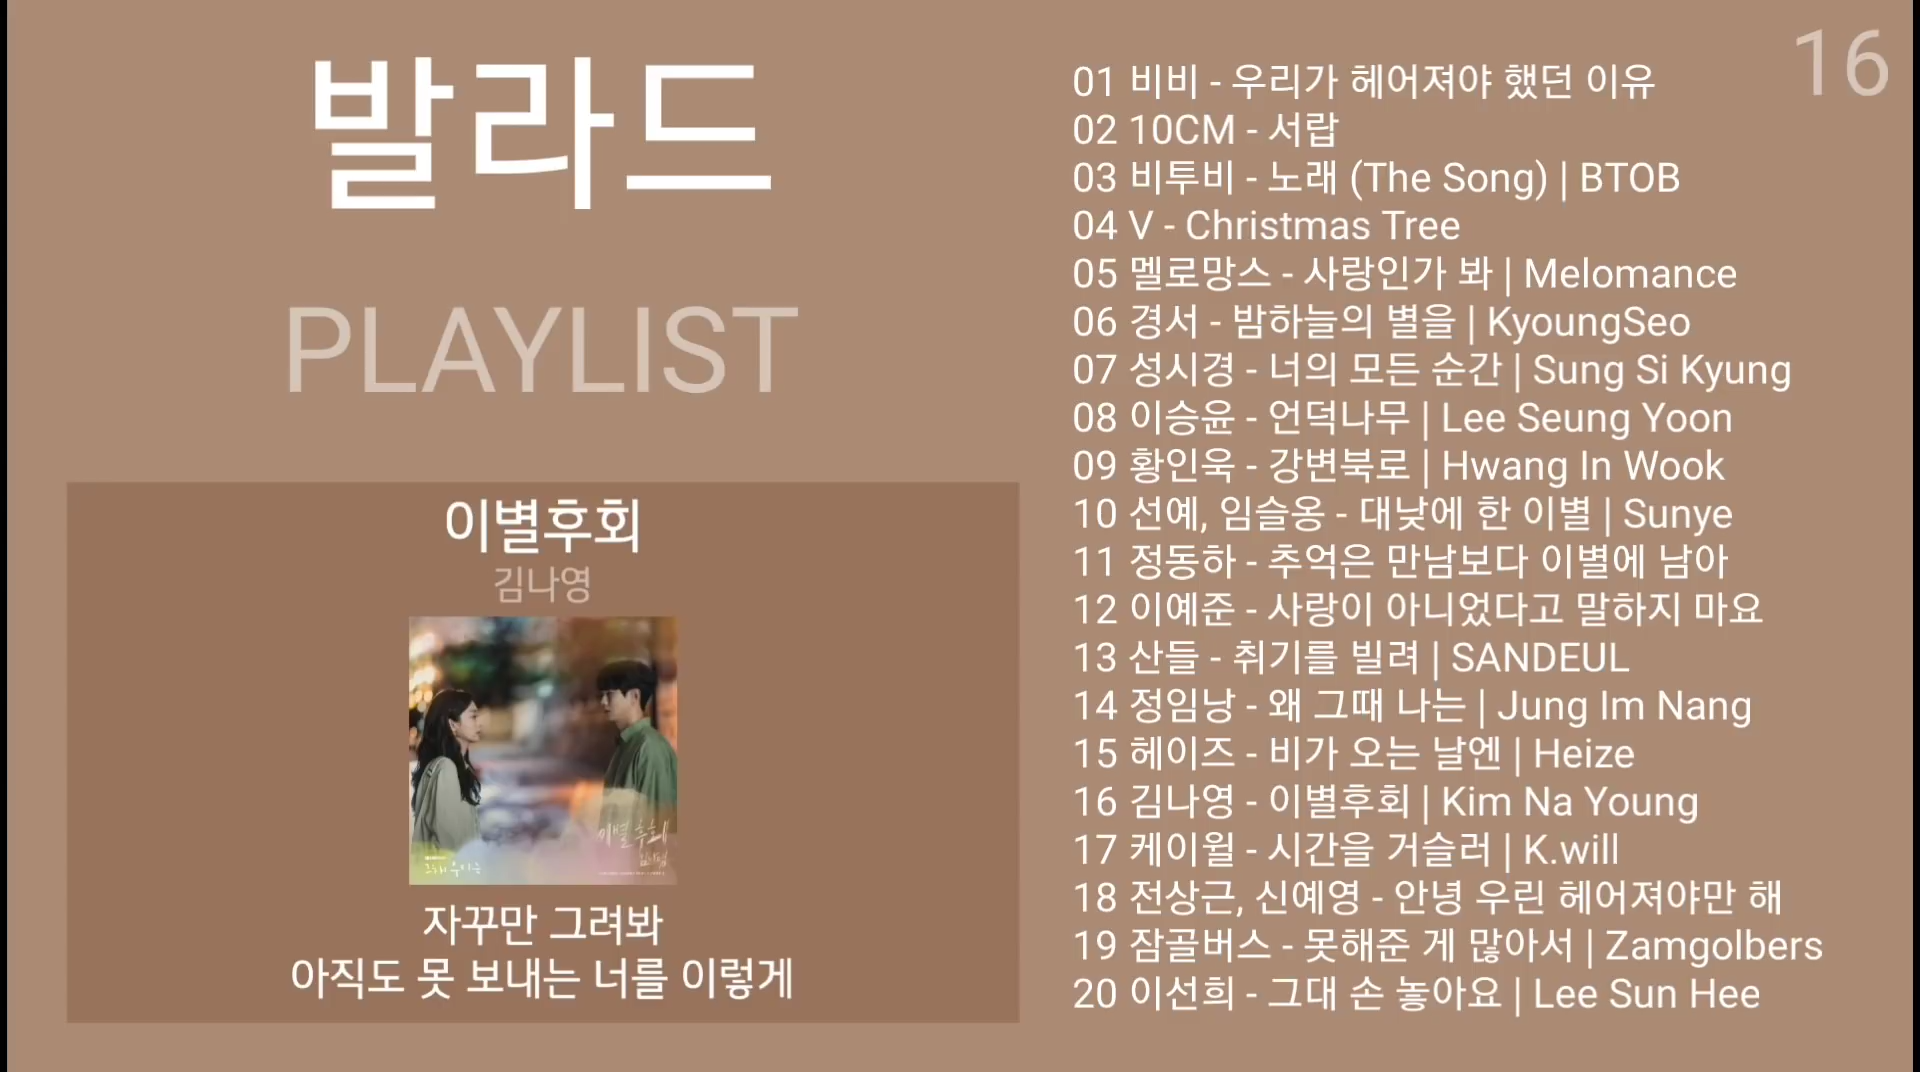 발라드
PLAYLIST
이별후회
김나영
이별후회
김나영
그해 우리는
자꾸만 그려봐
아직도 못 보내는 너를 이렇게
16
01 비비 - 우리가 헤어져야 했던 이유
02 10CM - 서랍
03 비투비 - 노래 (The Song) | BTOB
04 V - Christmas Tree
05 멜로망스 - 사랑인가 봐 | Melomance
06 경서 - 밤하늘의 별을 | KyoungSeo
07 성시경 - 너의 모든 순간 | Sung Si Kyung
08 이승윤 - 언덕나무 | Lee Seung Yoon
09 황인욱 - 강변북로 | Hwang In Wook
10 선예, 임슬옹 - 대낮에 한 이별 | Sunye
11 정동하 - 추억은 만남보다 이별에 남아
12 이예준 - 사랑이 아니었다고 말하지 마요
13 산들 - 취기를 빌려 | SANDEUL
14 정임낭 - 왜 그때 나는 | Jung Im Nang
15 헤이즈 - 비가 오는 날엔 | Heize
16 김나영 - 이별후회 | Kim Na Young
17 케이윌 - 시간을 거슬러 | K.will
18 전상근, 신예영 - 안녕 우린 헤어져야만 해
19 잠골버스 - 못해준 게 많아서 | Zamgolbers
20 이선희 - 그대 손 놓아요 | Lee Sun Hee